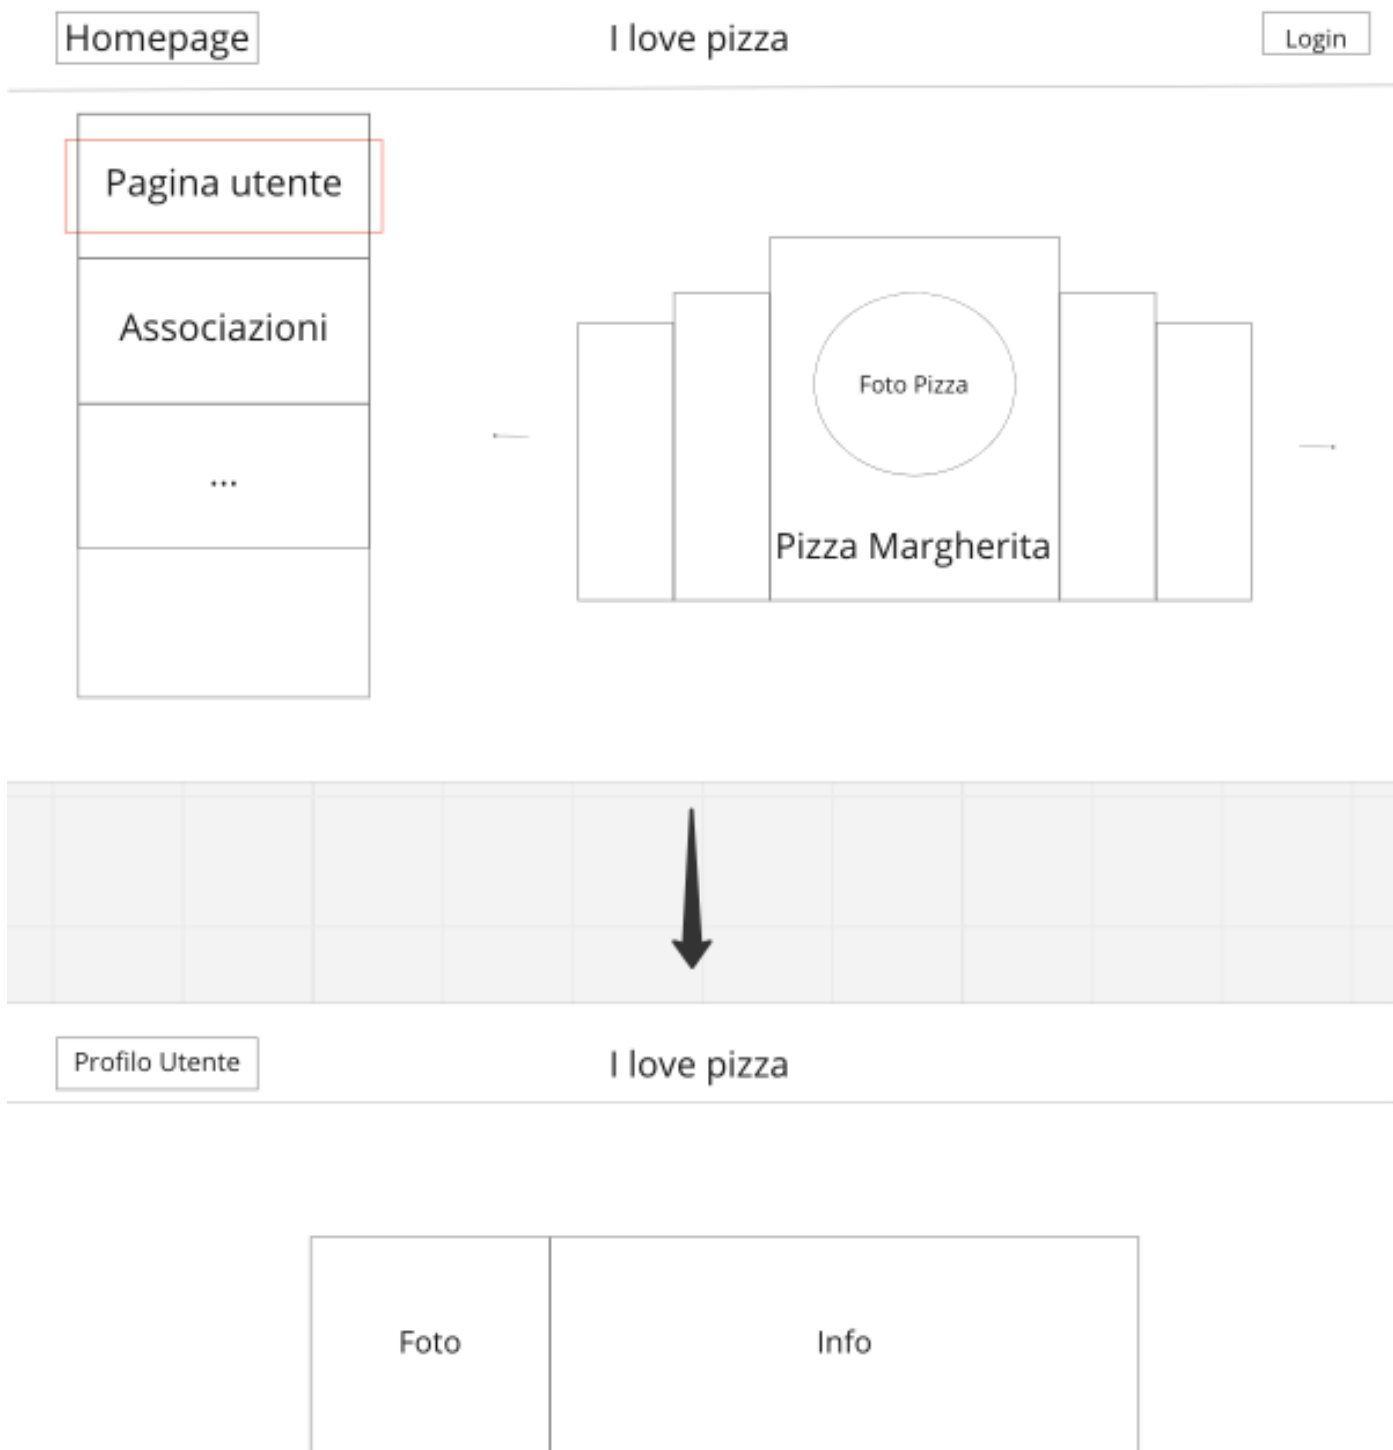 Homepage
I love pizza
Login
Pagina utente
Associazioni
...
Foto Pizza
Pizza Margherita
Profilo Utente
I love pizza
Foto
Info